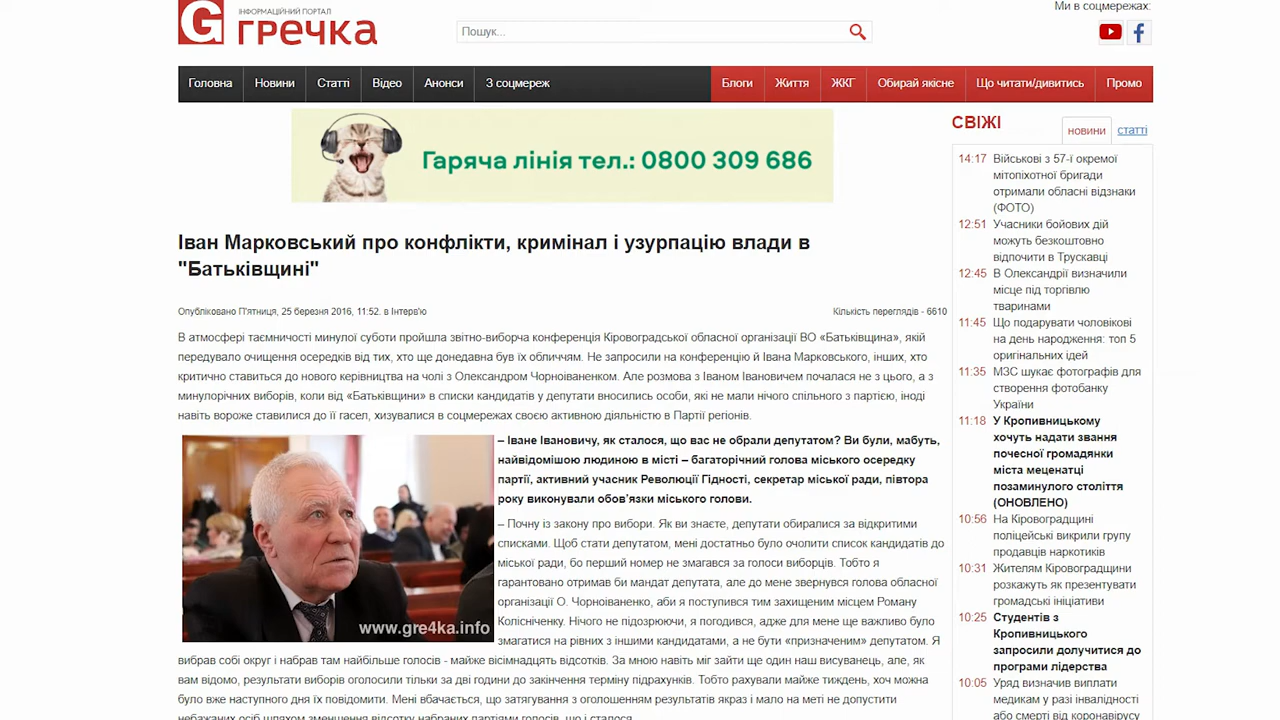 ІНФОРМАЦІЙНИЙ ПОРТАЛ
G гречка
Пошук...
Ми в соцмережах:
Головна Новини Статті Відео Анонси З соцмереж Блоги Життя ЖКГ Обирай якісне Що читати/дивитись Промо
Гаряча лінія тел.: 0800 309 686
Іван Марковський про конфлікти, кримінал і узурпацію влади в
"Батьківщині"
Опубліковано П'ятниця, 25 березня 2016, 11:52. в Інтерв'ю
Кількість переглядів - 6610
В атмосфері таємничості минулої суботи пройшла звітно-виборча конференція Кіровоградської обласної організації ВО «Батьківщина», якій
передувало очищення осередків від тих, хто ще донедавна був їх обличчям. Не запросили на конференцію й Івана Марковського, інших, хто
критично ставиться до нового керівництва на чолі з Олександром Чорноіваненком. Але розмова з Іваном Івановичем почалася не з цього, а з
минулорічних виборів, коли від «Батьківщини» в списки кандидатів у депутати вносились особи, які не мали нічого спільного з партією, іноді
навіть вороже ставилися до її гасел, хизувалися в соцмережах своєю активною діяльністю в Партії регіонів.
– Іване Івановичу, як сталося, що вас не обрали депутатом? Ви були, мабуть,
найвідомішою людиною в місті – багаторічний голова міського осередку
партії, активний учасник Революції Гідності, секретар міської ради, півтора
року виконували обов’язки міського голови.
– Почну із закону про вибори. Як ви знаєте, депутати обиралися за відкритими
списками. Щоб стати депутатом, мені достатньо було очолити список кандидатів до
міської ради, бо перший номер не змагався за голоси виборців. Тобто я
гарантовано отримав би мандат депутата, але до мене звернувся голова обласної
організації О. Чорноіваненко, аби я поступився тим захищеним місцем Роману
Колісніченку. Нічого не підозрюючи, я погодився, адже для мене ще важливо було
змагатися на рівних з іншими кандидатами, а не бути «призначеним» депутатом. Я
www.gre4ka.info
вибрав собі округ і набрав там найбільше голосів - майже вісімнадцять відсотків. За мною навіть міг зайти ще один наш висуванець, але, як
вам відомо, результати виборів оголосили тільки за дві години до закінчення терміну підрахунків. Тобто рахували майже тиждень, хоч можна
було вже наступного дня їх повідомити. Мені вбачається, що затягування з оголошенням результатів якраз і мало на меті не допустити
небажаних осіб шляхом зменшення відсотку набраних партіями голосів, що і сталося.
СВІЖІ
новини статті
14:17 Військові з 57-ї окремої
мітопіхотної бригади
отримали обласні відзнаки
(ФОТО)
12:51 Учасники бойових дій
можуть безкоштовно
відпочити в Трускавці
12:45 В Олександрії визначили
місце під торгівлю
тваринами
11:45 Що подарувати чоловікові
на день народження: топ 5
оригінальних ідей
11:35 МЗС шукає фотографів для
створення фотобанку
України
11:18 У Кропивницькому
хочуть надати звання
почесної громадянки
міста меценатці
позаминулого століття
(ОНОВЛЕНО)
10:56 На Кіровоградщині
поліцейські викрили групу
продавців наркотиків
10:31 Жителям Кіровоградщини
розкажуть як презентувати
громадські ініціативи
10:25 Студентів з
Кропивницького
запросили долучитися до
програми лідерства
10:05 Уряд визначив виплати
медикам у разі інвалідності
або смерті від коронавірусу